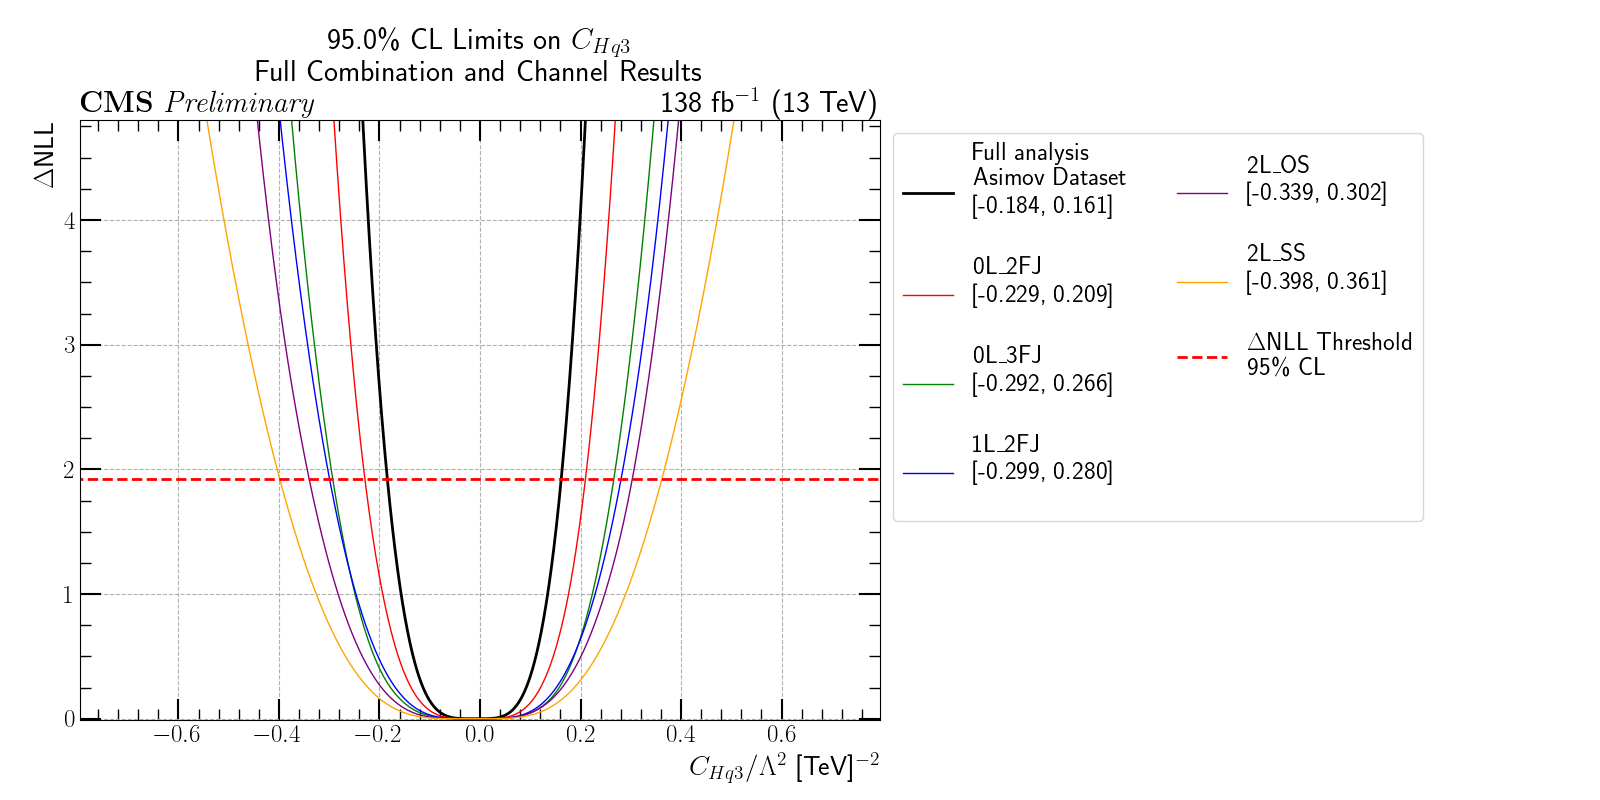 95.0% CL Limits on C_{Hq3}
Full Combination and Channel Results
CMS Preliminary
138 fb⁻¹ (13 TeV)
ΔNLL
4
3
2
1
0
−0.6 −0.4 −0.2 0.0 0.2 0.4 0.6
C_{Hq3}/Λ² [TeV]⁻²
Full analysis
Asimov Dataset
[-0.184, 0.161]
0L_2FJ
[-0.229, 0.209]
0L_3FJ
[-0.292, 0.266]
1L_2FJ
[-0.299, 0.280]
2L_OS
[-0.339, 0.302]
2L_SS
[-0.398, 0.361]
ΔNLL Threshold
95% CL